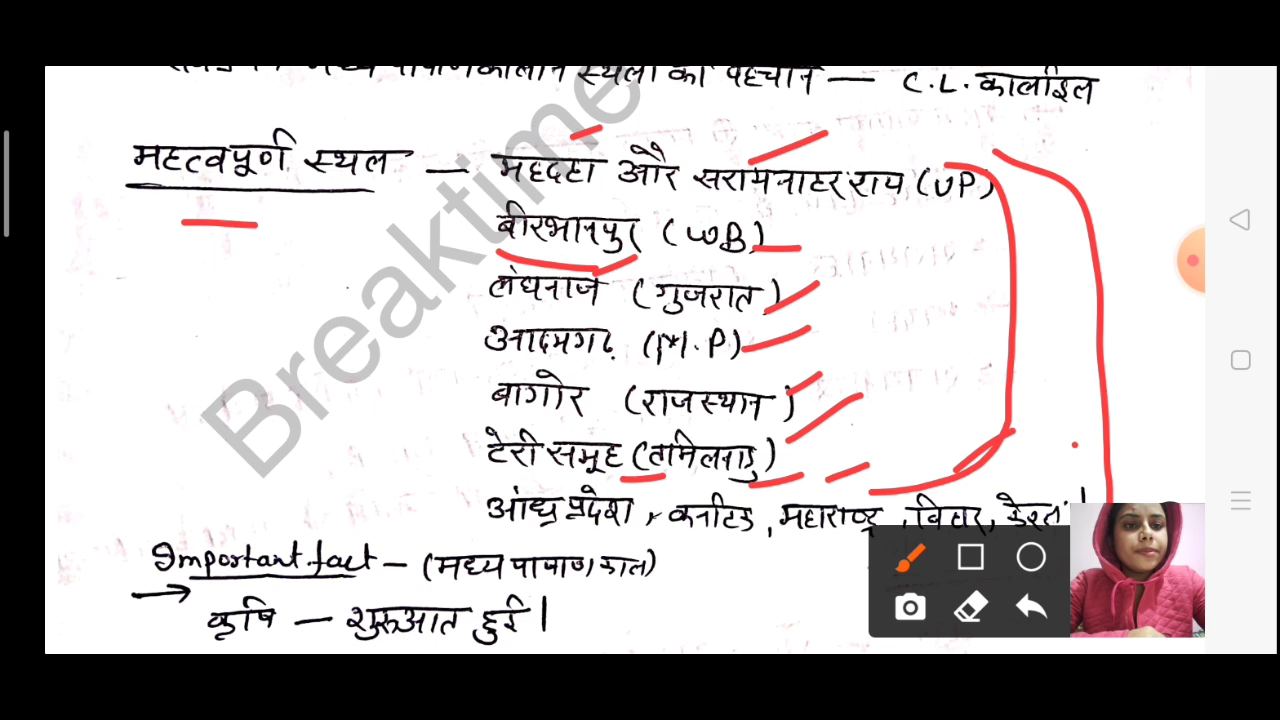 मध्य पाषाणकालीन स्थलों की पहचान — C.L. कार्लाइल
महत्वपूर्ण स्थल — महदहा और सरायनाहर राय (UP)
बीरभानपुर (WB)
लंघनाज (गुजरात)
आदमगढ़ (M.P)
बागोर (राजस्थान)
टेरी समूह (तमिलनाडु)
आंध्र प्रदेश, कर्नाटक, महाराष्ट्र, बिहार, केरल
Important fact – (मध्य पाषाण काल)
→ कृषि — शुरुआत हुई।
Breaktime